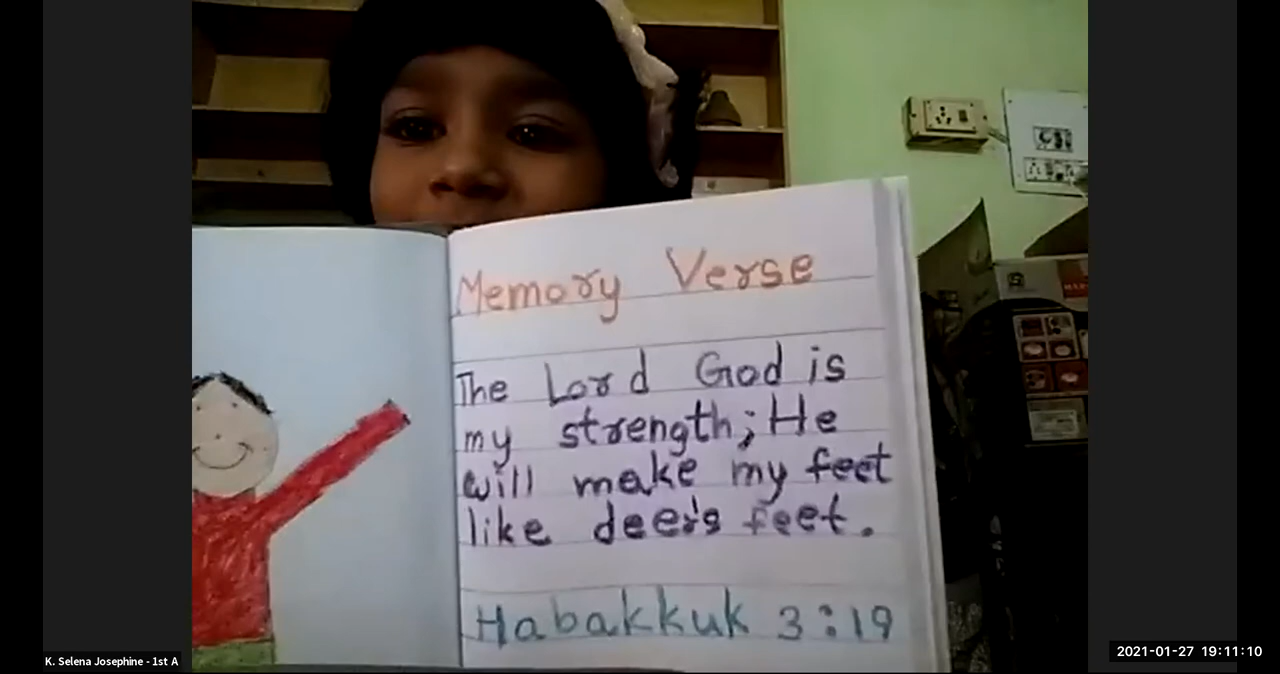 Memory Verse
The Lord God is
my strength; He
will make my feet
like deer's feet.
Habakkuk 3:19
K. Selena Josephine - 1st A
2021-01-27 19:11:10